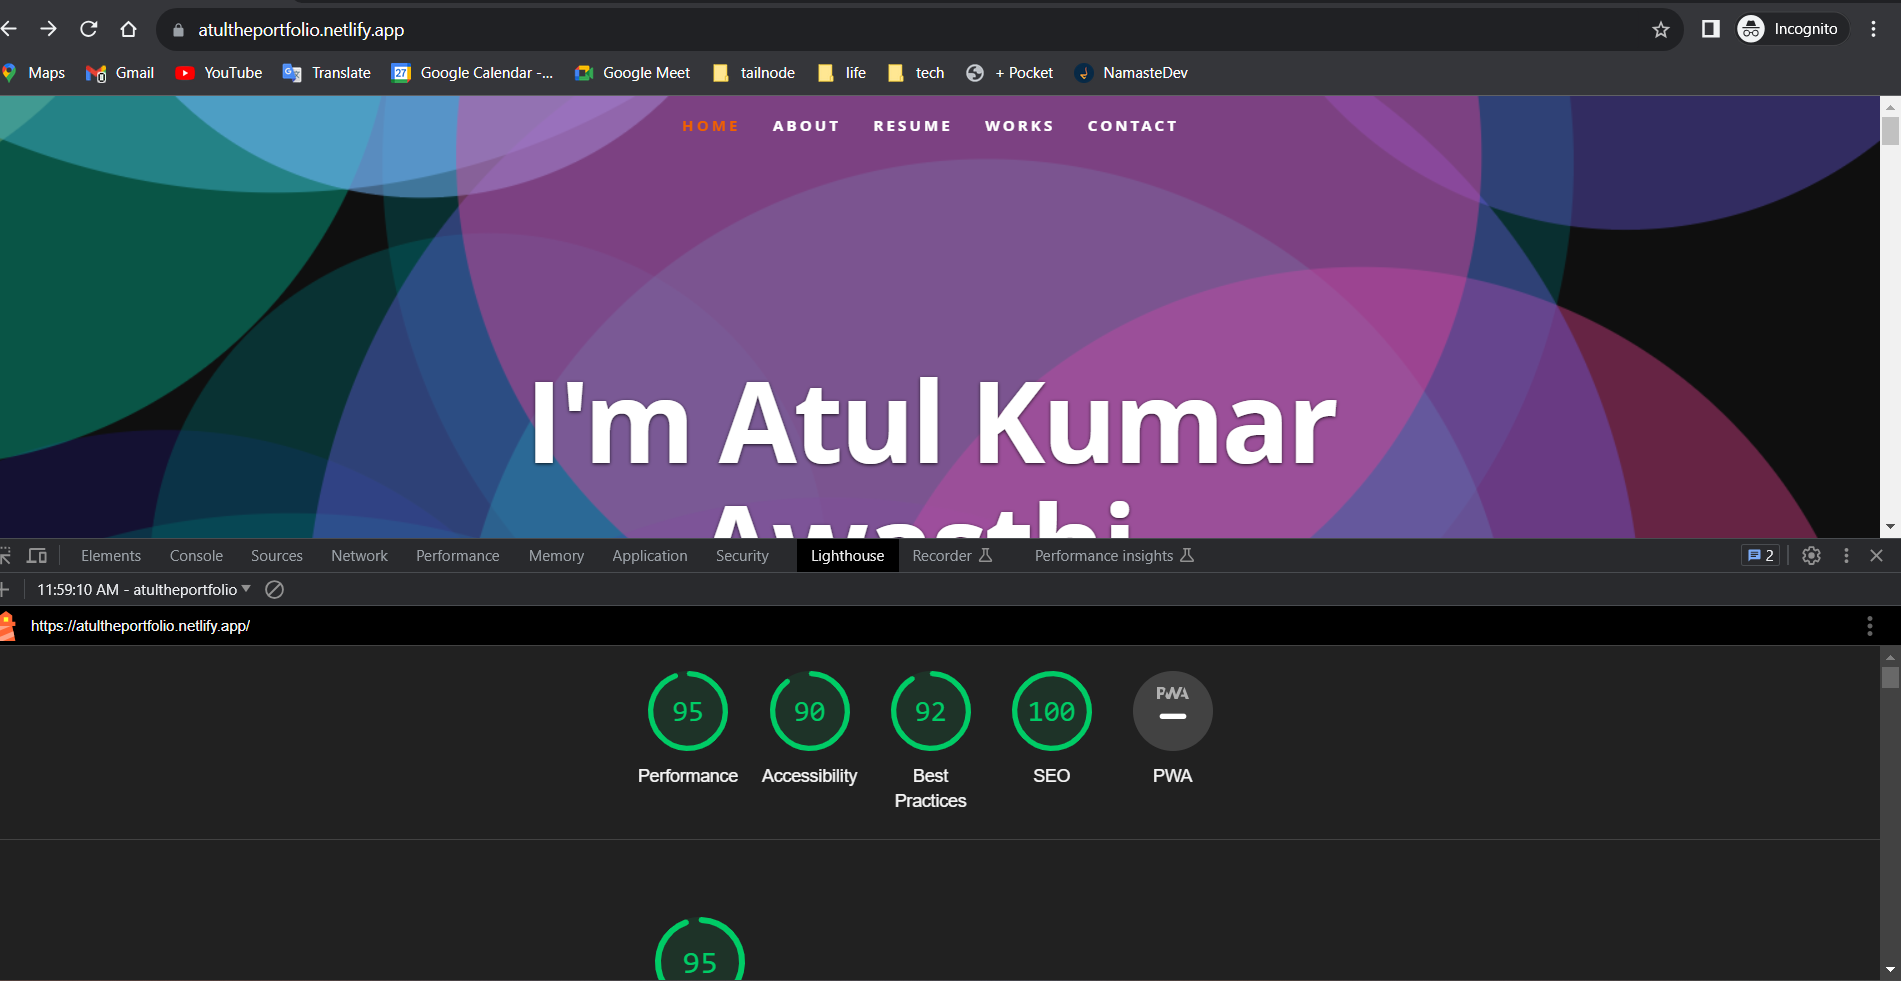 atultheportfolio.netlify.app
Incognito
Maps Gmail YouTube Translate 27 Google Calendar -... Google Meet tailnode life tech + Pocket NamasteDev
HOME ABOUT RESUME WORKS CONTACT
I'm Atul Kumar
Awasthi
Elements Console Sources Network Performance Memory Application Security Lighthouse Recorder Performance insights 2
11:59:10 AM - atultheportfolio
https://atultheportfolio.netlify.app/
95 90 92 100 PWA
Performance Accessibility Best Practices SEO PWA
95